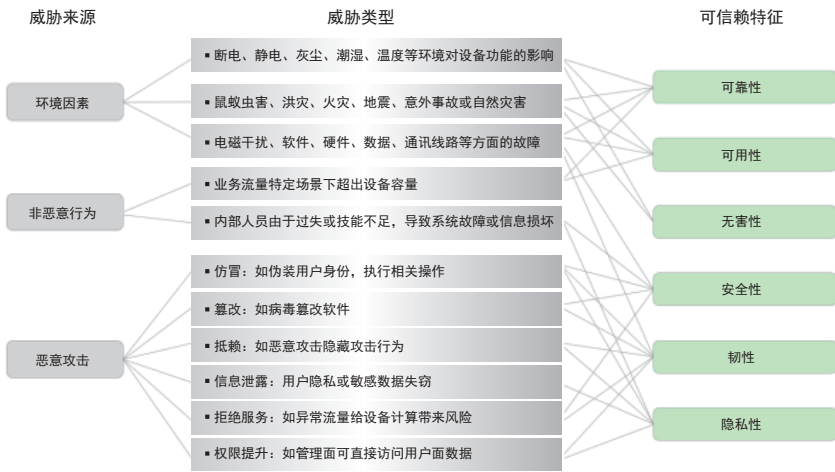 威胁来源
威胁类型
可信赖特征
环境因素
非恶意行为
恶意攻击
▪ 断电、静电、灰尘、潮湿、温度等环境对设备功能的影响
▪ 鼠蚁虫害、洪灾、火灾、地震、意外事故或自然灾害
▪ 电磁干扰、软件、硬件、数据、通讯线路等方面的故障
▪ 业务流量特定场景下超出设备容量
▪ 内部人员由于过失或技能不足，导致系统故障或信息损坏
▪ 仿冒：如伪装用户身份，执行相关操作
▪ 篡改：如病毒篡改软件
▪ 抵赖：如恶意攻击隐藏攻击行为
▪ 信息泄露：用户隐私或敏感数据失窃
▪ 拒绝服务：如异常流量给设备计算带来风险
▪ 权限提升：如管理面可直接访问用户面数据
可靠性
可用性
无害性
安全性
韧性
隐私性